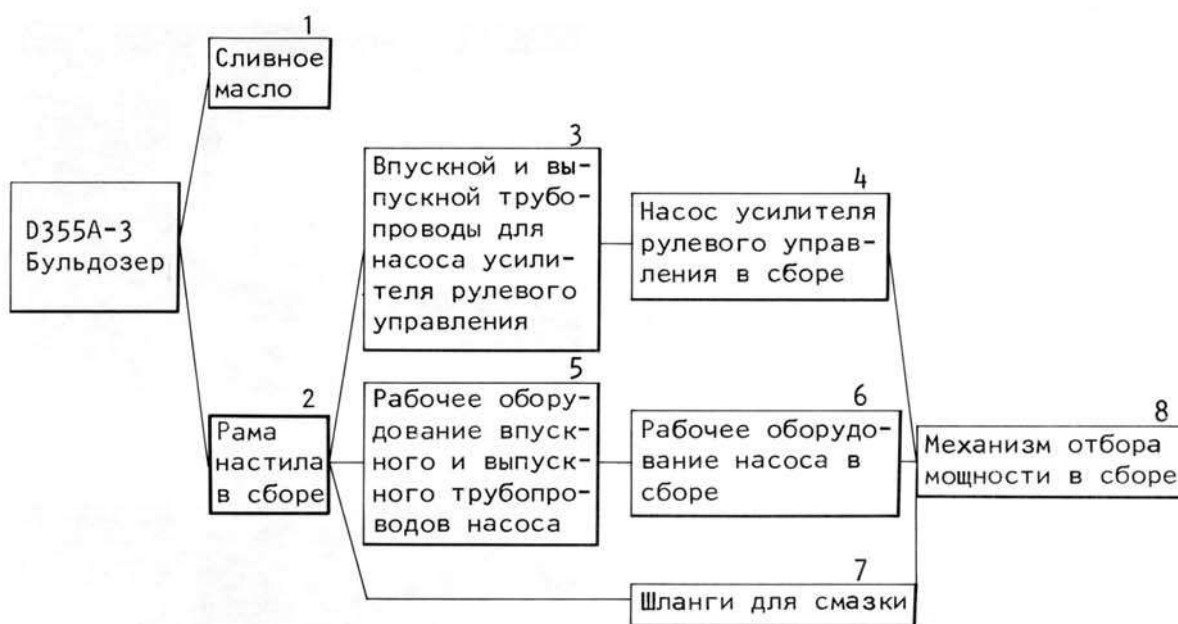 1
Сливное
масло
D355A-3
Бульдозер
2
Рама
настила
в сборе
3
Впускной и вы-
пускной трубо-
проводы для
насоса усили-
теля рулевого
управления
4
Насос усилителя
рулевого управ-
ления в сборе
5
Рабочее обору-
дование впуск-
ного и выпуск-
ного трубопро-
водов насоса
6
Рабочее оборудо-
вание насоса в
сборе
7
Шланги для смазки
8
Механизм отбора
мощности в сборе